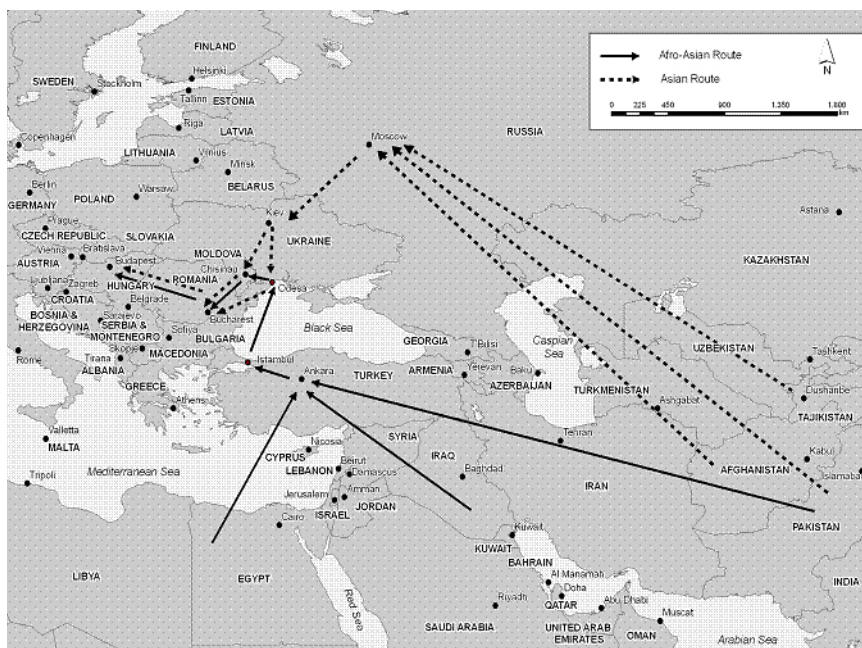 FINLAND
Helsinki
SWEDEN
Stockholm
Tallinn
ESTONIA
Riga
LATVIA
Copenhagen
LITHUANIA
Vilnius
Minsk
Moscow
RUSSIA
Afro-Asian Route
Asian Route
N
0 225 450 900 1,350 1,800
km
Berlin
GERMANY
POLAND
Warsaw
BELARUS
Prague
CZECH REPUBLIC
SLOVAKIA
Kiev
UKRAINE
Astana
KAZAKHSTAN
Vienna
Bratislava
AUSTRIA
Budapest
MOLDOVA
Chisinau
Ljubljana
Zagreb
HUNGARY
ROMANIA
Odesa
CROATIA
Belgrade
BOSNIA &
HERZEGOVINA
Sarajevo
SERBIA &
MONTENEGRO
Bucharest
Sofiya
BULGARIA
Black Sea
Skopje
MACEDONIA
Rome
Tirana
ALBANIA
Istanbul
Ankara
TURKEY
GEORGIA
T'Bilisi
ARMENIA
Yerevan
Baku
AZERBAIJAN
Caspian
Sea
UZBEKISTAN
Tashkent
TURKMENISTAN
Dushanbe
TAJIKISTAN
Ashgabat
GREECE
Athens
Valletta
MALTA
Tehran
Nicosia
CYPRUS
SYRIA
IRAQ
LEBANON
Beirut
Damascus
Baghdad
IRAN
AFGHANISTAN
Kabul
Islamabad
Tripoli
Mediterranean Sea
Jerusalem
Amman
ISRAEL
JORDAN
Cairo
PAKISTAN
Kuwait
KUWAIT
LIBYA
EGYPT
BAHRAIN
Al Manamah
Doha
QATAR
INDIA
Red Sea
Riyadh
Abu Dhabi
Muscat
SAUDI ARABIA
UNITED ARAB
EMIRATES
OMAN
Arabian Sea